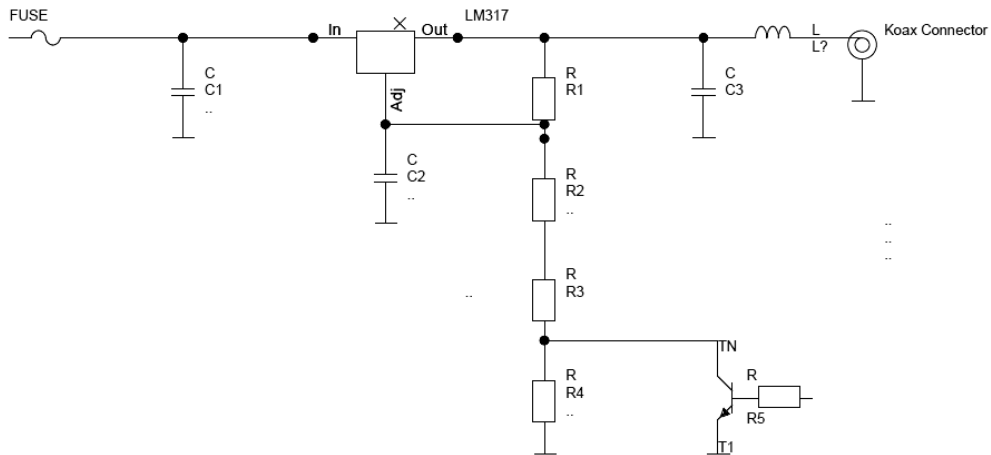 FUSE
LM317
In
Out
Adj
Koax Connector
L
L?
C
C1
..
R
R1
C
C3
C
C2
..
R
R2
..
..
..
..
R
R3
..
TN
R
R4
..
R
R5
T1